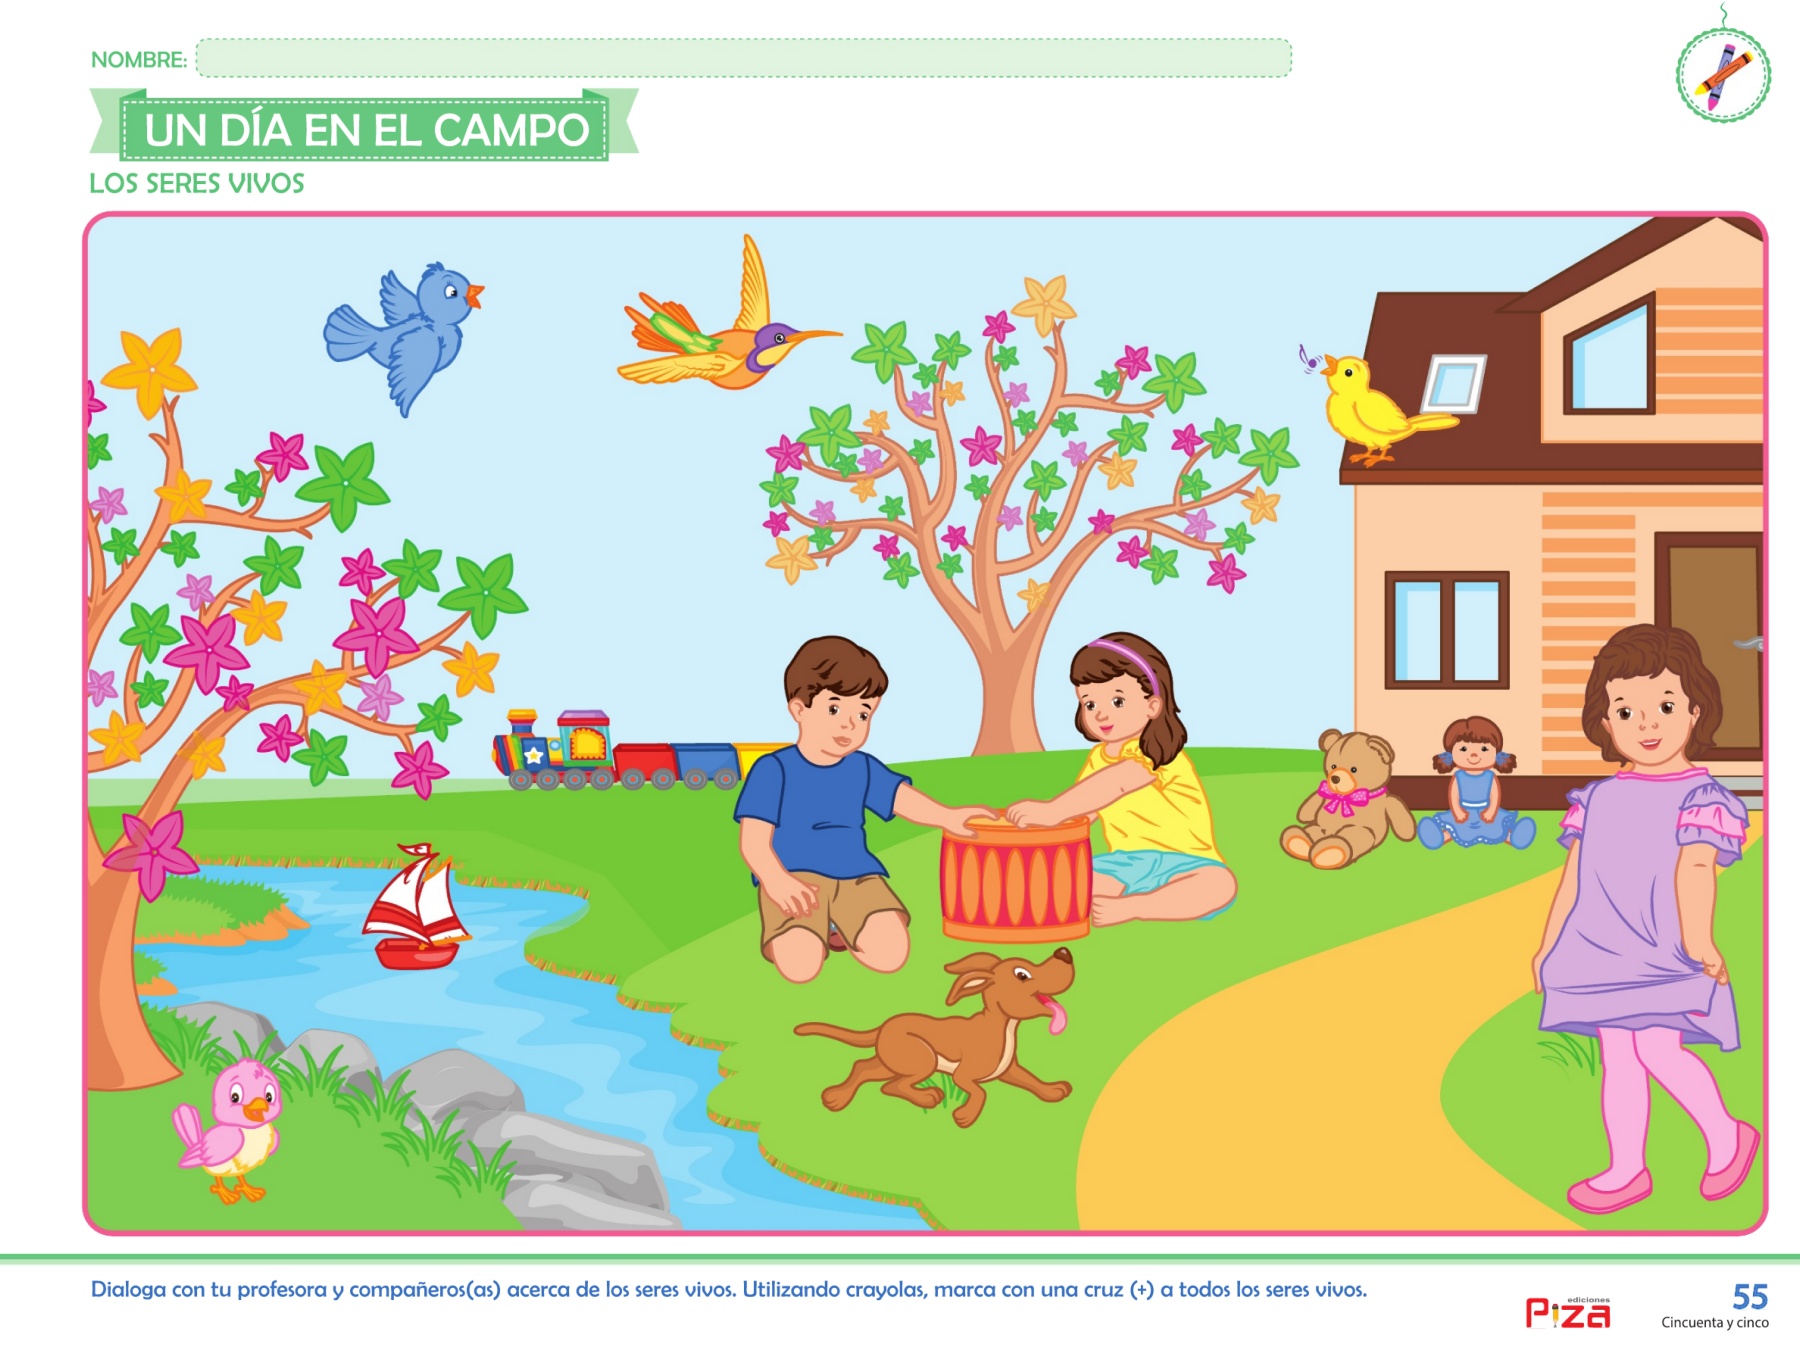 NOMBRE:
UN DÍA EN EL CAMPO
LOS SERES VIVOS
Dialoga con tu profesora y compañeros(as) acerca de los seres vivos. Utilizando crayolas, marca con una cruz (+) a todos los seres vivos.
ediciones
Piza
55
Cincuenta y cinco